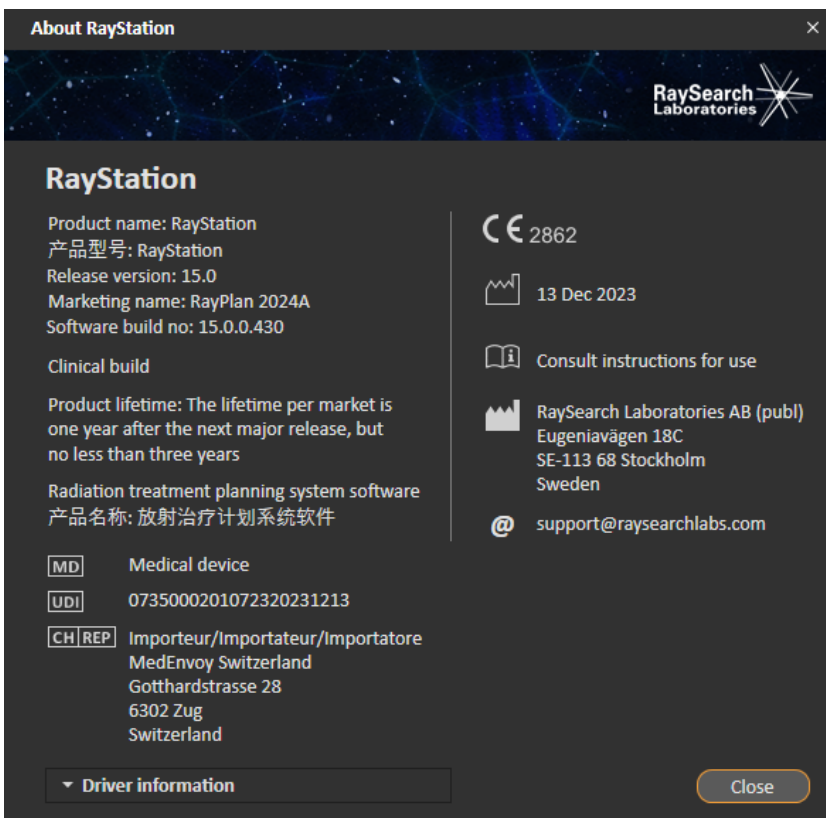 About RayStation
RaySearch
Laboratories
RayStation
Product name: RayStation
产品型号: RayStation
Release version: 15.0
Marketing name: RayPlan 2024A
Software build no: 15.0.0.430
Clinical build
Product lifetime: The lifetime per market is
one year after the next major release, but
no less than three years
Radiation treatment planning system software
产品名称: 放射治疗计划系统软件
MD Medical device
UDI 0735000201072320231213
CH REP Importeur/Importateur/Importatore
MedEnvoy Switzerland
Gotthardstrasse 28
6302 Zug
Switzerland
CE 2862
13 Dec 2023
Consult instructions for use
RaySearch Laboratories AB (publ)
Eugeniavägen 18C
SE-113 68 Stockholm
Sweden
@ support@raysearchlabs.com
Driver information
Close